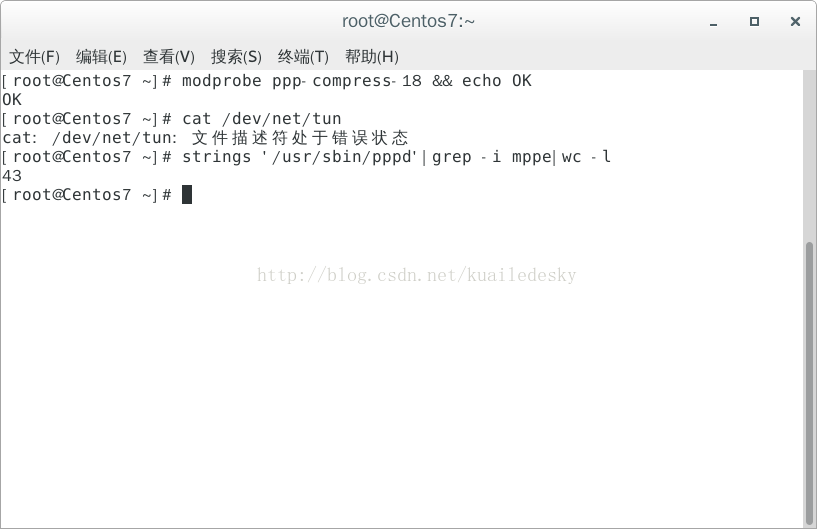 root@Centos7:~
文件(F) 编辑(E) 查看(V) 搜索(S) 终端(T) 帮助(H)
[root@Centos7 ~]# modprobe ppp-compress-18 && echo OK
OK
[root@Centos7 ~]# cat /dev/net/tun
cat: /dev/net/tun: 文件描述符处于错误状态
[root@Centos7 ~]# strings '/usr/sbin/pppd'|grep -i mppe|wc -l
43
[root@Centos7 ~]#
http://blog.csdn.net/kuailedesky